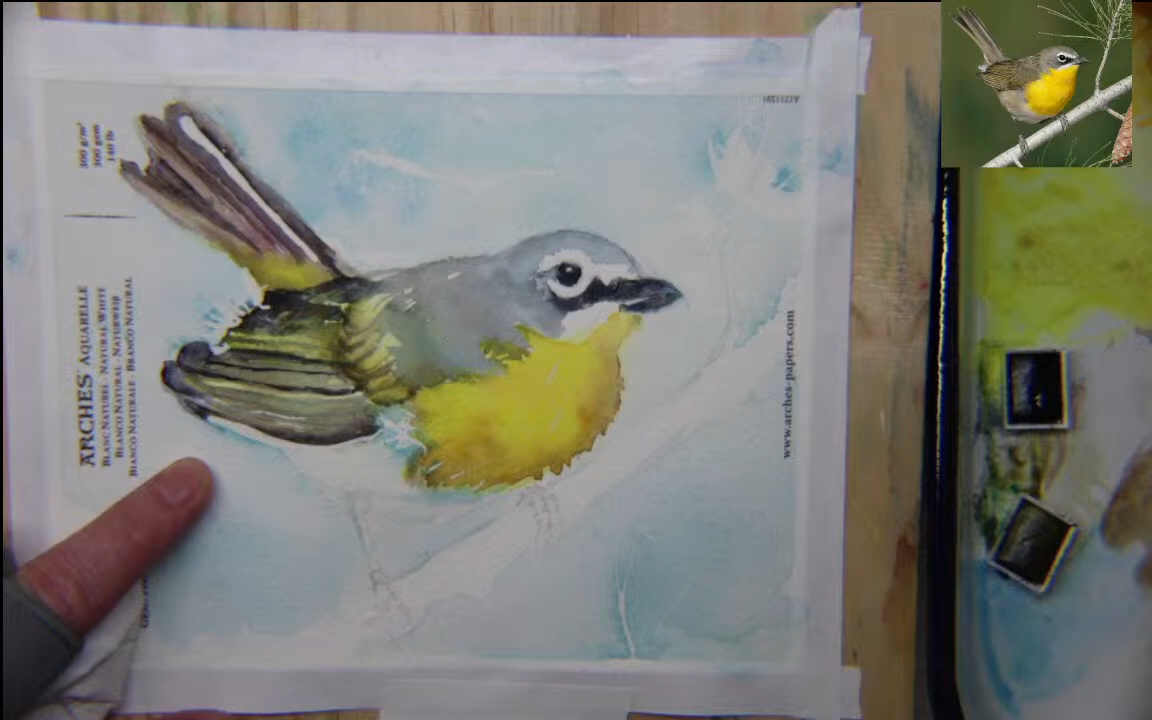 300 g/m²
300 gsm
140 lb
ARCHES® AQUARELLE
BLANC NATUREL - NATURAL WHITE
BLANCO NATURAL - NATURWEIß
BIANCO NATURALE - BRANCO NATURAL
www.arches-papers.com